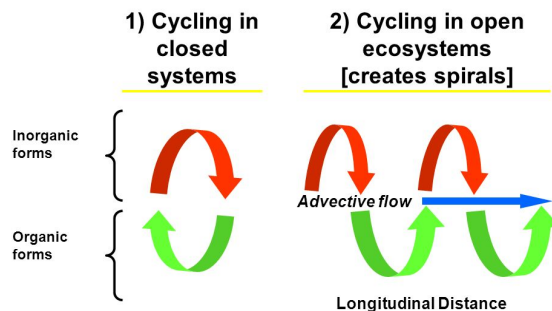 1) Cycling in
closed
systems
2) Cycling in open
ecosystems
[creates spirals]
Inorganic
forms
Advective flow
Organic
forms
Longitudinal Distance